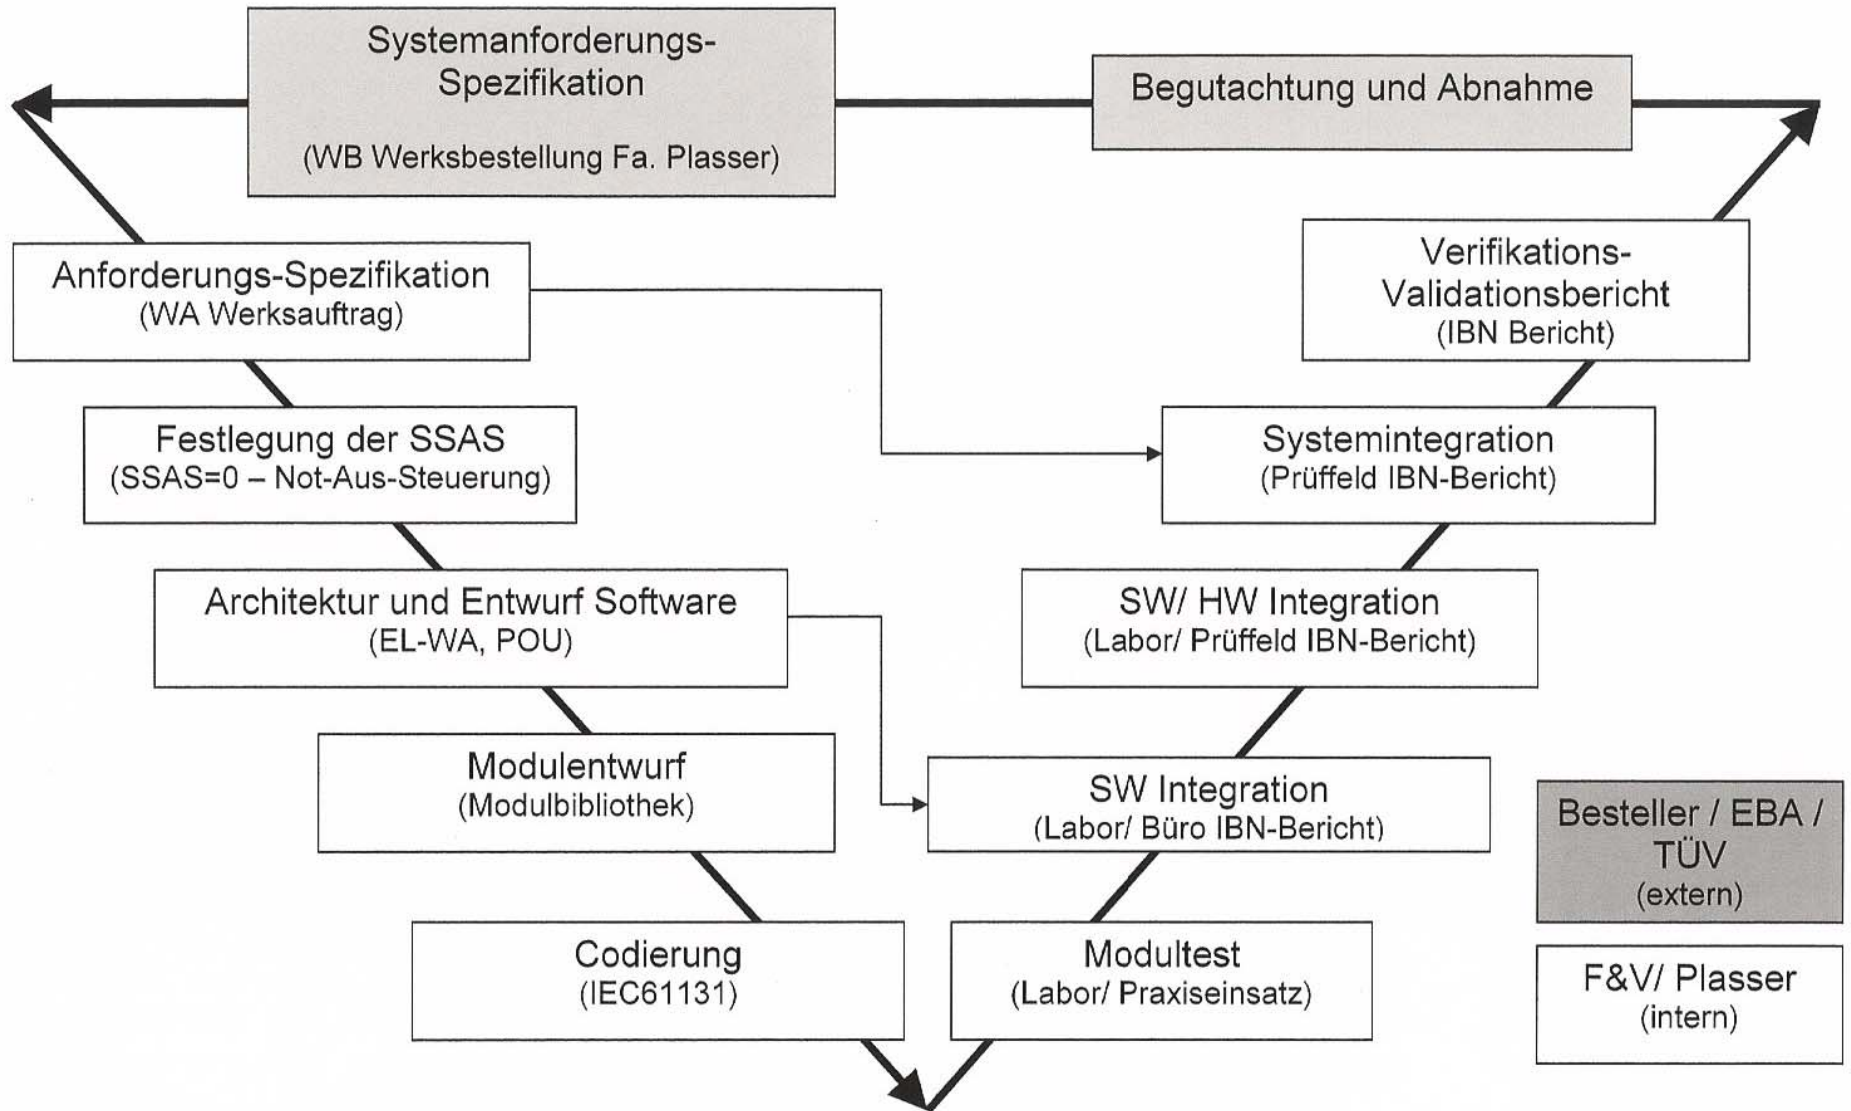 Systemanforderungs-
Spezifikation
(WB Werksbestellung Fa. Plasser)
Begutachtung und Abnahme
Anforderungs-Spezifikation
(WA Werksauftrag)
Verifikations-
Validationsbericht
(IBN Bericht)
Festlegung der SSAS
(SSAS=0 – Not-Aus-Steuerung)
Systemintegration
(Prüffeld IBN-Bericht)
Architektur und Entwurf Software
(EL-WA, POU)
SW/ HW Integration
(Labor/ Prüffeld IBN-Bericht)
Modulentwurf
(Modulbibliothek)
SW Integration
(Labor/ Büro IBN-Bericht)
Codierung
(IEC61131)
Modultest
(Labor/ Praxiseinsatz)
Besteller / EBA /
TÜV
(extern)
F&V/ Plasser
(intern)